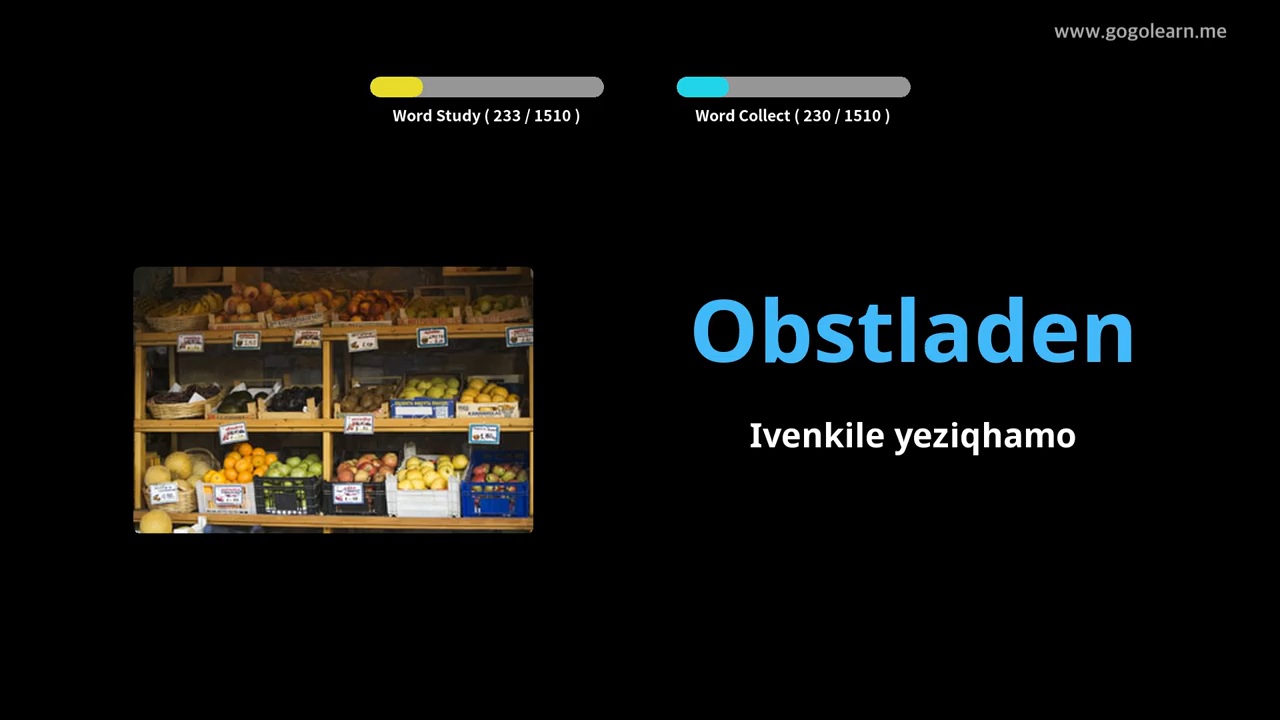 www.gogolearn.me
Word Study ( 233 / 1510 )
Word Collect ( 230 / 1510 )
Obstladen
Ivenkile yeziqhamo